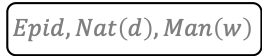 Epid, Nat(d), Man(w)